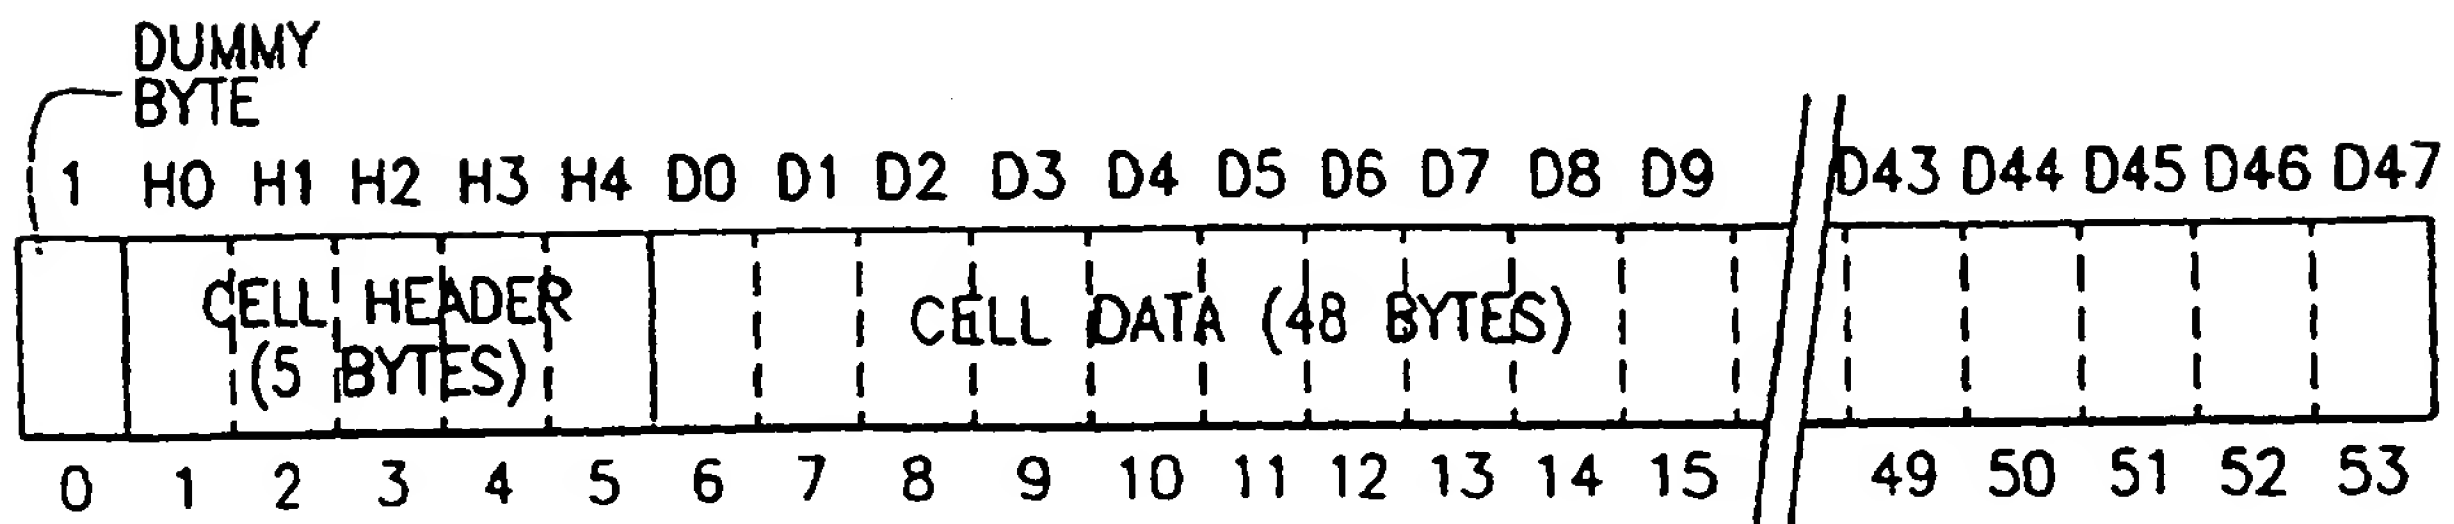 DUMMY
BYTE
1 H0 H1 H2 H3 H4 D0 D1 D2 D3 D4 D5 D6 D7 D8 D9 D43 D44 D45 D46 D47
CELL HEADER
(5 BYTES)
CELL DATA (48 BYTES)
0 1 2 3 4 5 6 7 8 9 10 11 12 13 14 15 49 50 51 52 53